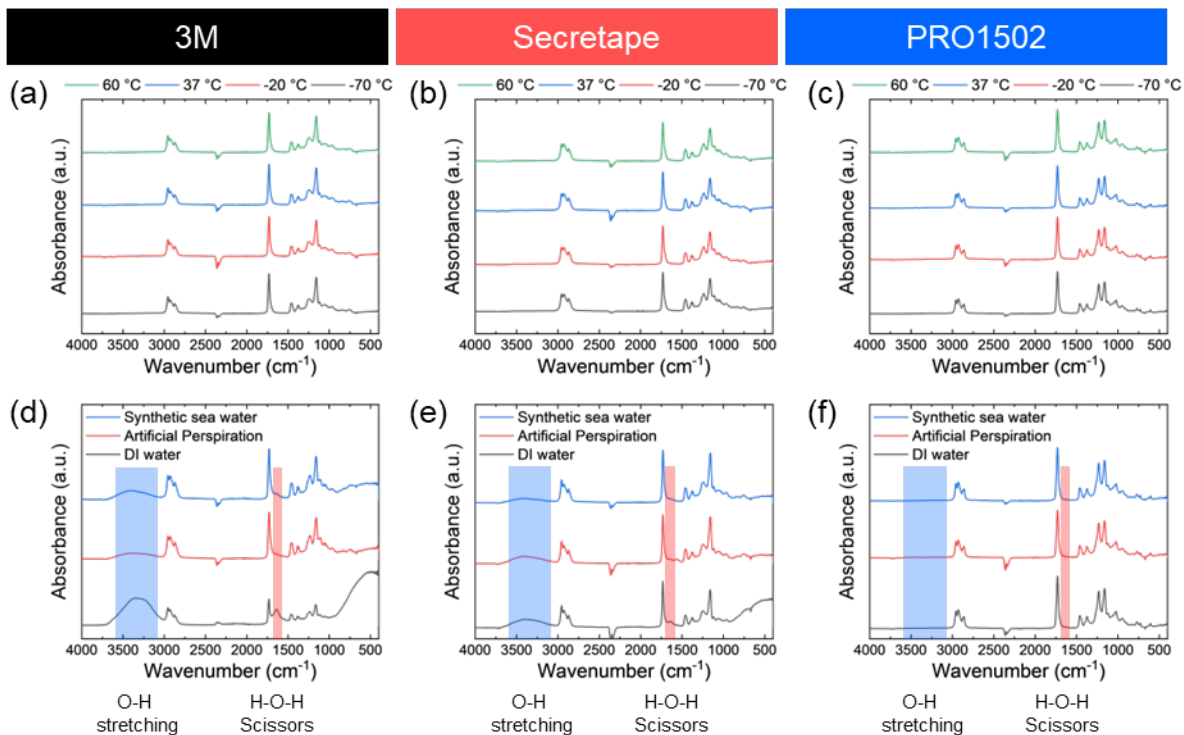 3M
Secretape
PRO1502
(a)
60 °C 37 °C -20 °C -70 °C
Absorbance (a.u.)
4000 3500 3000 2500 2000 1500 1000 500
Wavenumber (cm⁻¹)
(b)
60 °C 37 °C -20 °C -70 °C
Absorbance (a.u.)
4000 3500 3000 2500 2000 1500 1000 500
Wavenumber (cm⁻¹)
(c)
60 °C 37 °C -20 °C -70 °C
Absorbance (a.u.)
4000 3500 3000 2500 2000 1500 1000 500
Wavenumber (cm⁻¹)
(d)
Synthetic sea water
Artificial Perspiration
DI water
Absorbance (a.u.)
4000 3500 3000 2500 2000 1500 1000 500
Wavenumber (cm⁻¹)
O-H
stretching
H-O-H
Scissors
(e)
Synthetic sea water
Artificial Perspiration
DI water
Absorbance (a.u.)
4000 3500 3000 2500 2000 1500 1000 500
Wavenumber (cm⁻¹)
O-H
stretching
H-O-H
Scissors
(f)
Synthetic sea water
Artificial Perspiration
DI water
Absorbance (a.u.)
4000 3500 3000 2500 2000 1500 1000 500
Wavenumber (cm⁻¹)
O-H
stretching
H-O-H
Scissors